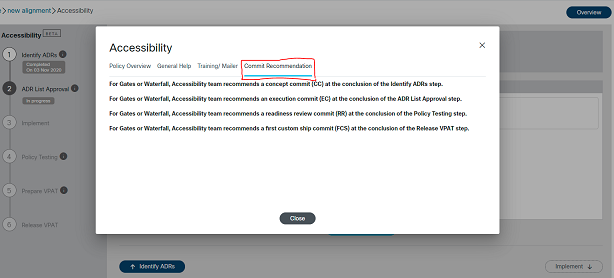 new alignment > Accessibility
Overview
Accessibility BETA
1 Identify ADRs
Completed
On 03 Nov 2020
2 ADR List Approval
In progress
3 Implement
4 Policy Testing
5 Prepare VPAT
6 Release VPAT
Accessibility
Policy Overview General Help Training/ Mailer Commit Recommendation
For Gates or Waterfall, Accessibility team recommends a concept commit (CC) at the conclusion of the Identify ADRs step.
For Gates or Waterfall, Accessibility team recommends an execution commit (EC) at the conclusion of the ADR List Approval step.
For Gates or Waterfall, Accessibility team recommends a readiness review commit (RR) at the conclusion of the Policy Testing step.
For Gates or Waterfall, Accessibility team recommends a first custom ship commit (FCS) at the conclusion of the Release VPAT step.
Close
Identify ADRs
Implement